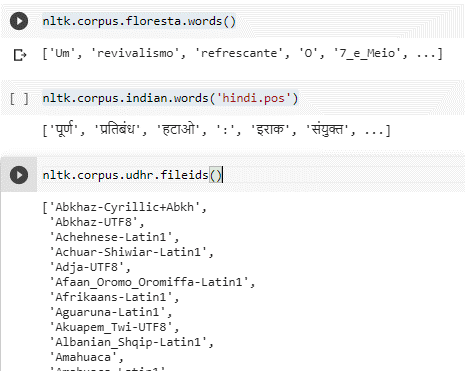 nltk.corpus.floresta.words()
['Um', 'revivalismo', 'refrescante', 'O', '7_e_Meio', ...]
[ ] nltk.corpus.indian.words('hindi.pos')
['पूर्ण', 'प्रतिबंध', 'हटाओ', ':', 'इराक', 'संयुक्त', ...]
nltk.corpus.udhr.fileids()
['Abkhaz-Cyrillic+Abkh',
'Abkhaz-UTF8',
'Achehnese-Latin1',
'Achuar-Shiwiar-Latin1',
'Adja-UTF8',
'Afaan_Oromo_Oromiffa-Latin1',
'Afrikaans-Latin1',
'Aguaruna-Latin1',
'Akuapem_Twi-UTF8',
'Albanian_Shqip-Latin1',
'Amahuaca',
'Amahuaca-Latin1',